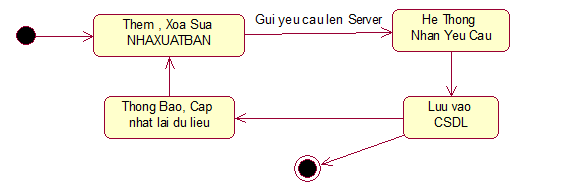 Them , Xoa Sua
NHAXUATBAN
Gui yeu cau len Server
He Thong
Nhan Yeu Cau
Thong Bao, Cap
nhat lai du lieu
Luu vao
CSDL